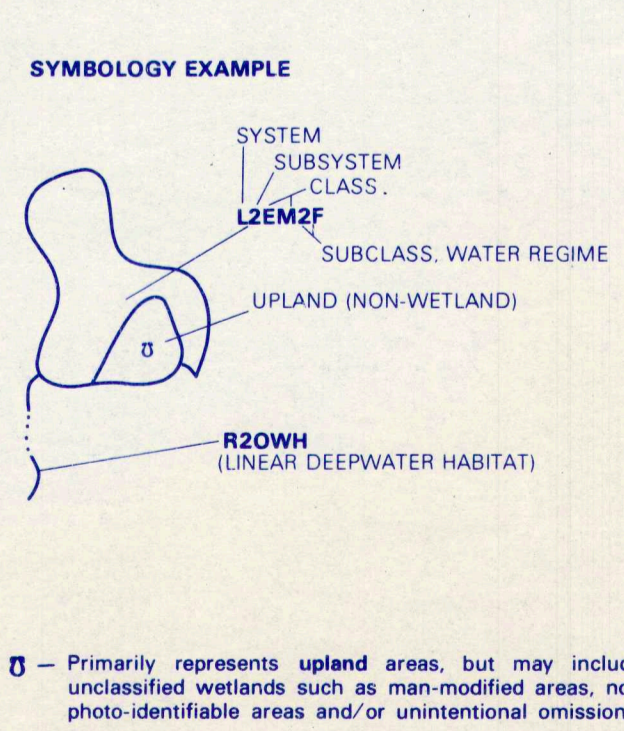 SYMBOLOGY EXAMPLE
SYSTEM
SUBSYSTEM
CLASS.
L2EM2F
SUBCLASS, WATER REGIME
UPLAND (NON-WETLAND)
℧
R2OWH
(LINEAR DEEPWATER HABITAT)
℧ — Primarily represents upland areas, but may includ
unclassified wetlands such as man-modified areas, no
photo-identifiable areas and/or unintentional omission